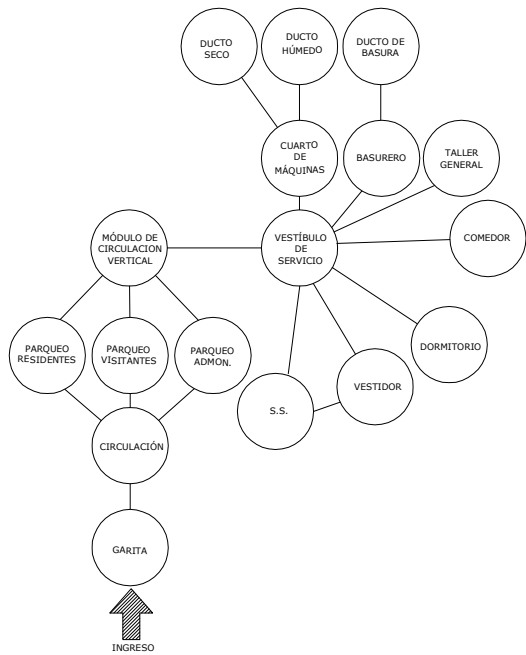 DUCTO
SECO
DUCTO
HÚMEDO
DUCTO DE
BASURA
CUARTO
DE
MÁQUINAS
BASURERO
TALLER
GENERAL
MÓDULO DE
CIRCULACION
VERTICAL
VESTÍBULO
DE
SERVICIO
COMEDOR
PARQUEO
RESIDENTES
PARQUEO
VISITANTES
PARQUEO
ADMON.
DORMITORIO
VESTIDOR
S.S.
CIRCULACIÓN
GARITA
INGRESO